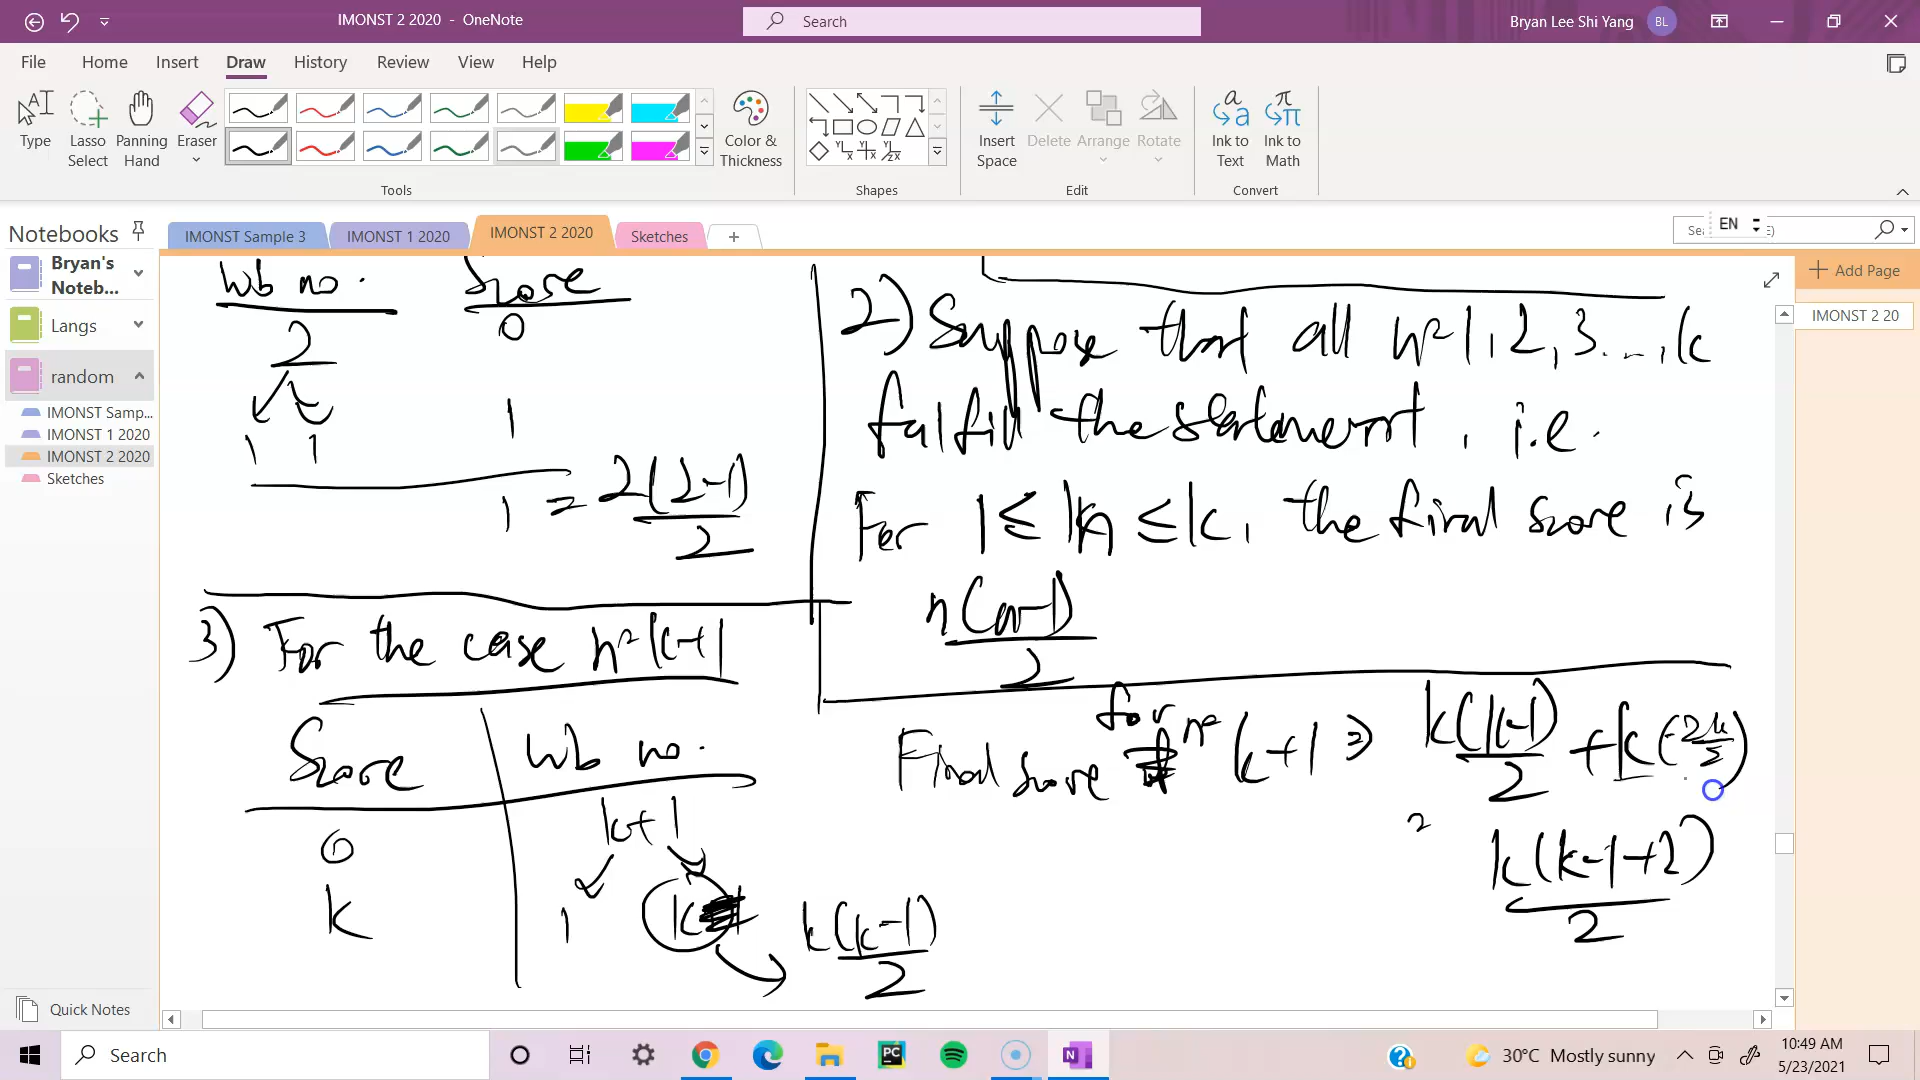 IMONST 2 2020 - OneNote
Search
Bryan Lee Shi Yang
BL
File Home Insert Draw History Review View Help
Type
Lasso Select
Panning Hand
Eraser
Color & Thickness
Insert Space
Delete
Arrange
Rotate
Ink to Text
Ink to Math
Tools
Shapes
Edit
Convert
Notebooks
IMONST Sample 3
IMONST 1 2020
IMONST 2 2020
Sketches
EN
Bryan's Noteb...
Langs
random
IMONST Samp...
IMONST 1 2020
IMONST 2 2020
Sketches
Quick Notes
Add Page
IMONST 2 20
Wb no. Score
2 0
1 1 1
1 = 2(2-1)/2
2) Suppose that all n=1,2,3...,k
fulfill the statement, i.e.
For 1 ≤ n ≤ k, the final score is
n(n-1)/2
3) For the case n=k+1
Score Wb no.
0 k+1
k 1 k k(k-1)/2
Final score for n= k+1 = k(k-1)/2 + k
= k(k-1+2)/2
Search
30°C Mostly sunny
10:49 AM
5/23/2021